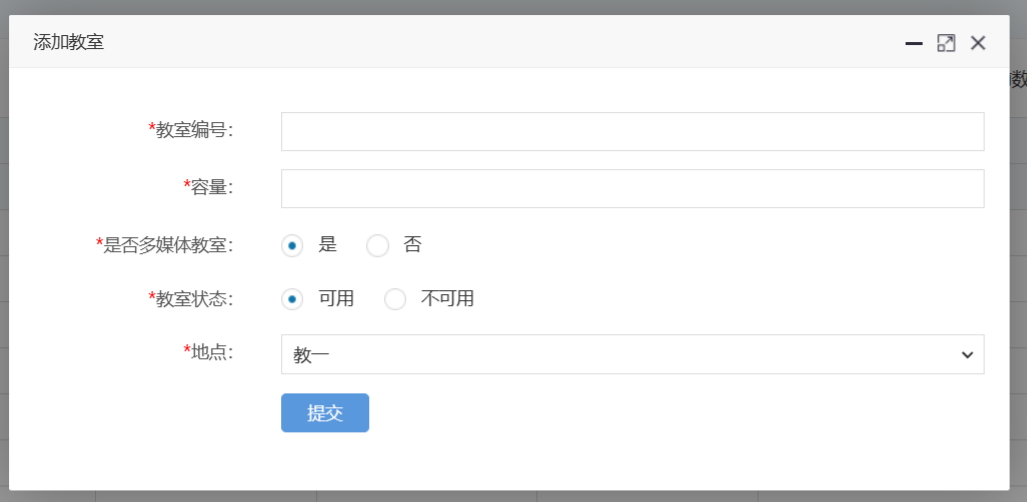 添加教室
数
*教室编号:
*容量:
*是否多媒体教室: 是 否
*教室状态: 可用 不可用
*地点: 教一
提交